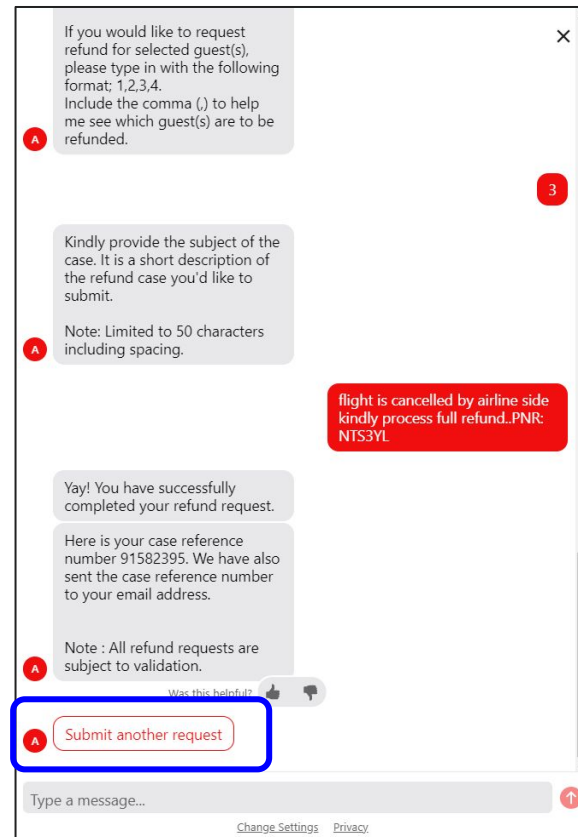 If you would like to request
refund for selected guest(s),
please type in with the following
format; 1,2,3,4.
Include the comma (,) to help
me see which guest(s) are to be
refunded.
A
3
Kindly provide the subject of the
case. It is a short description of
the refund case you'd like to
submit.
Note: Limited to 50 characters
including spacing.
A
flight is cancelled by airline side
kindly process full refund..PNR:
NTS3YL
Yay! You have successfully
completed your refund request.
Here is your case reference
number 91582395. We have also
sent the case reference number
to your email address.
Note : All refund requests are
subject to validation.
A
Was this helpful?
A
Submit another request
Type a message...
Change Settings Privacy